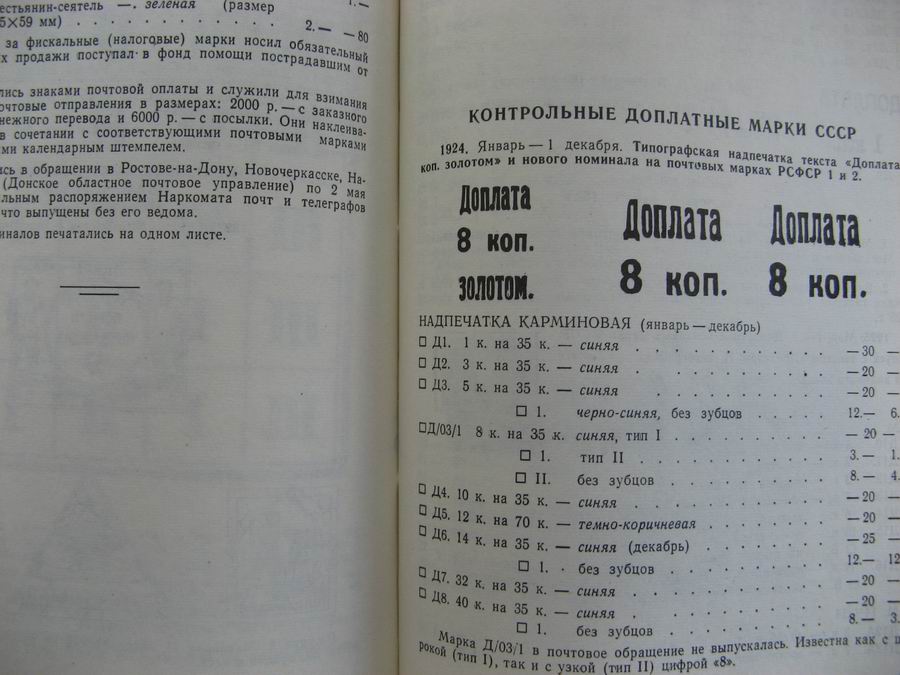 естьянин-сеятель —. зеленая (размер 1.—
5×59 мм) . . . . . . . . . . . . 2.— —80
за фискальные (налоговые) марки носил обязательный
х продажи поступал в фонд помощи пострадавшим от
лись знаками почтовой оплаты и служили для взимания
очтовые отправления в размерах: 2000 р. — с заказного
нежного перевода и 6000 р. — с посылки. Они наклеива-
в сочетании с соответствующими почтовыми марками
ми календарным штемпелем.
сь в обращении в Ростове-на-Дону, Новочеркасске, На-
(Донское областное почтовое управление) по 2 мая
льным распоряжением Наркомата почт и телеграфов
что выпущены без его ведома.
иналов печатались на одном листе.
КОНТРОЛЬНЫЕ ДОПЛАТНЫЕ МАРКИ СССР
1924. Январь — 1 декабря. Типографская надпечатка текста «Доплата
коп. золотом» и нового номинала на почтовых марках РСФСР 1 и 2.
Доплата
8 коп.
золотом.
Доплата
8 коп.
Доплата
8 коп.
НАДПЕЧАТКА КАРМИНОВАЯ (январь — декабрь)
☐ Д1. 1 к. на 35 к. — синяя . . . . . . . . . . . —30
☐ Д2. 3 к. на 35 к. — синяя . . . . . . . . . . . —20
☐ Д3. 5 к. на 35 к. — синяя . . . . . . . . . . —20
☐ 1. черно-синяя, без зубцов . . . . . 12.— 6.
☐ Д/03/1 8 к. на 35 к. синяя, тип I . . . . . . . . . —20 —
☐ 1. тип II . . . . . . . . . . . 3.— 1.
☐ II. без зубцов . . . . . . . . . 8.— 4.
☐ Д4. 10 к. на 35 к. — синяя . . . . . . . . . . . —20 —
☐ Д5. 12 к. на 70 к. — темно-коричневая . . . . . . . —20 —
☐ Д6. 14 к. на 35 к. — синяя (декабрь) . . . . . . . —25 —
☐ 1. · без зубцов . . . . . . . . . 12.— 12
☐ Д7. 32 к. на 35 к. — синяя . . . . . . . . . . . —20 —
☐ Д8. 40 к. на 35 к. — синяя . . . . . . . . . . . —20 —
☐ 1. без зубцов . . . . . . . . . 8.— 3.
Марка Д/03/1 в почтовое обращение не выпускалась. Известна как с ш
рокой (тип I), так и с узкой (тип II) цифрой «8».